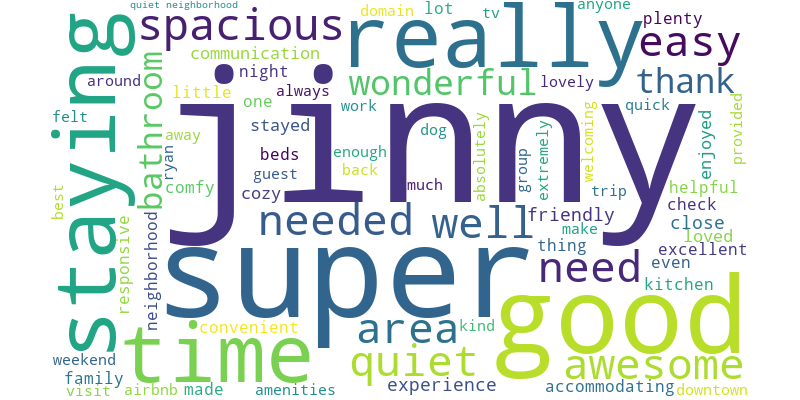 quiet neighborhood
staying
spacious
really
domain
lot
tv
anyone
plenty
easy
communication
bathroom
around
night
always
wonderful
lovely
thank
little
one
work
quick
felt
jinny
stayed
dog
absolutely
welcoming
enjoyed
provided
away
ryan
beds
enough
group
extremely
guest
back
comfy
cozy
much
trip
helpful
best
needed
well
friendly
check
make
close
responsive
neighborhood
super
thing
loved
excellent
need
even
kitchen
good
time
convenient
area
kind
weekend
quiet
awesome
family
experience
accommodating
visit
airbnb
made
amenities
downtown